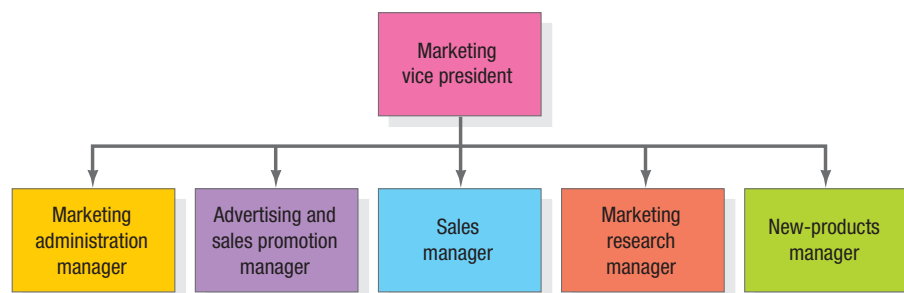 Marketing
vice president
Marketing
administration
manager
Advertising and
sales promotion
manager
Sales
manager
Marketing
research
manager
New-products
manager